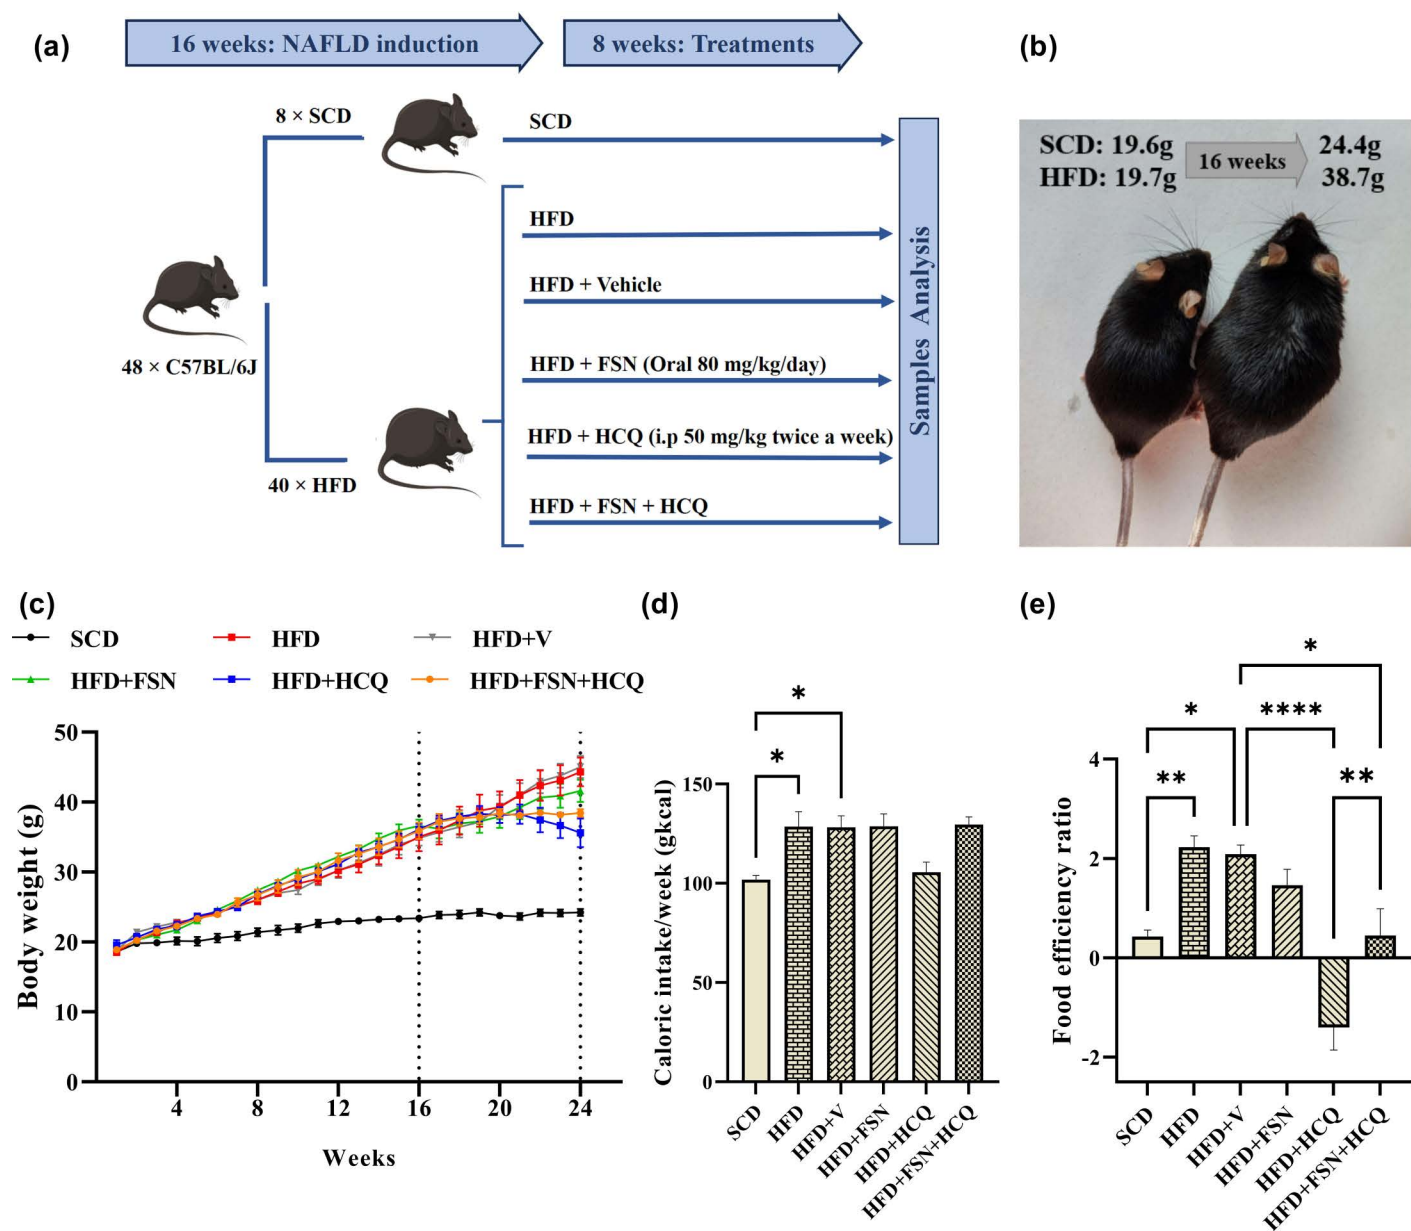 (a)
16 weeks: NAFLD induction
8 weeks: Treatments
8 × SCD
48 × C57BL/6J
40 × HFD
SCD
HFD
HFD + Vehicle
HFD + FSN (Oral 80 mg/kg/day)
HFD + HCQ (i.p 50 mg/kg twice a week)
HFD + FSN + HCQ
Samples Analysis
(b)
SCD: 19.6g
HFD: 19.7g
16 weeks
24.4g
38.7g
(c)
SCD
HFD
HFD+V
HFD+FSN
HFD+HCQ
HFD+FSN+HCQ
Body weight (g)
50
40
30
20
10
0
4
8
12
16
20
24
Weeks
(d)
*
*
Caloric intake/week (gkcal)
150
100
50
0
SCD
HFD
HFD+V
HFD+FSN
HFD+HCQ
HFD+FSN+HCQ
(e)
*
*
****
**
**
Food efficiency ratio
4
2
0
-2
SCD
HFD
HFD+V
HFD+FSN
HFD+HCQ
HFD+FSN+HCQ